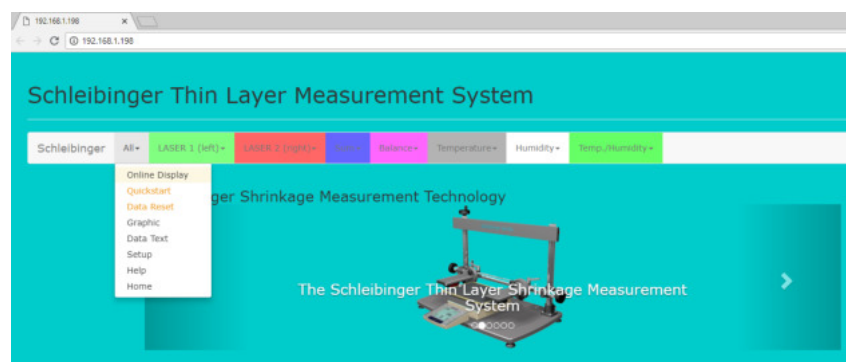 192.168.1.198
192.168.1.198
Schleibinger Thin Layer Measurement System
Schleibinger All LASER 1 (left) LASER 2 (right) Balance Temperature Humidity Temp./Humidity
Online Display
Quickstart
Data Reset
Graphic
Data Text
Setup
Help
Home
ger Shrinkage Measurement Technology
The Schleibinger Thin Layer Shrinkage Measurement
System